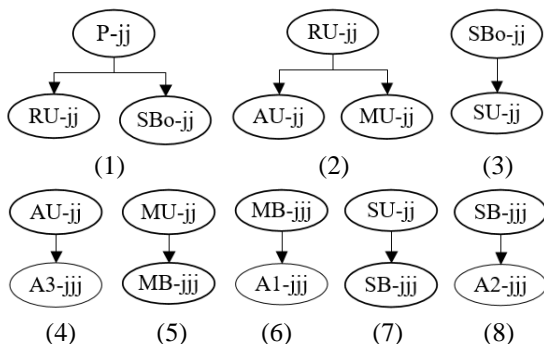 P-jj RU-jj SBo-jj
RU-jj SBo-jj AU-jj MU-jj SU-jj
(1) (2) (3)
AU-jj MU-jj MB-jjj SU-jj SB-jjj
A3-jjj MB-jjj A1-jjj SB-jjj A2-jjj
(4) (5) (6) (7) (8)